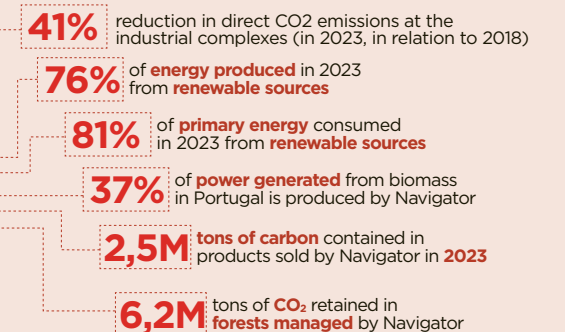 41% reduction in direct CO2 emissions at the
industrial complexes (in 2023, in relation to 2018)
76% of energy produced in 2023
from renewable sources
81% of primary energy consumed
in 2023 from renewable sources
37% of power generated from biomass
in Portugal is produced by Navigator
2,5M tons of carbon contained in
products sold by Navigator in 2023
6,2M tons of CO₂ retained in
forests managed by Navigator